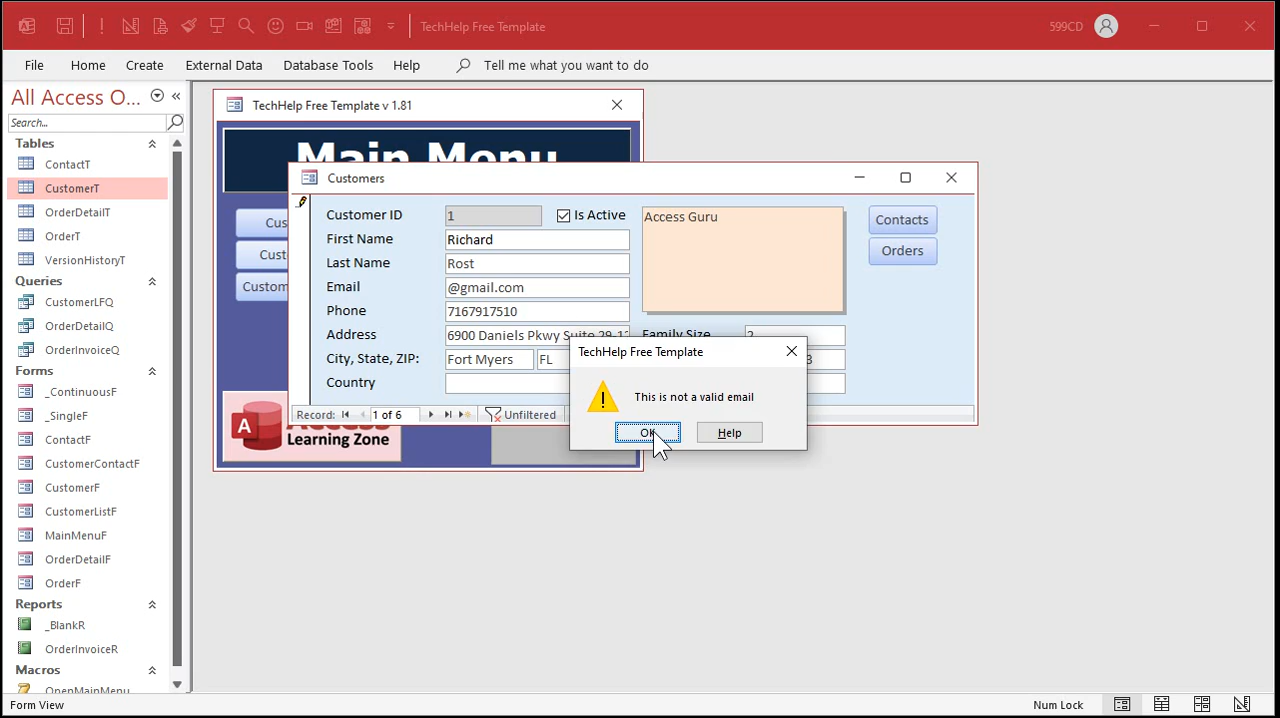 TechHelp Free Template
599CD
File Home Create External Data Database Tools Help Tell me what you want to do
All Access O...
Search...
Tables
ContactT
CustomerT
OrderDetailT
OrderT
VersionHistoryT
Queries
CustomerLFQ
OrderDetailQ
OrderInvoiceQ
Forms
_ContinuousF
_SingleF
ContactF
CustomerContactF
CustomerF
CustomerListF
MainMenuF
OrderDetailF
OrderF
Reports
_BlankR
OrderInvoiceR
Macros
OpenMainMenu
TechHelp Free Template v 1.81
Main Menu
Cus
Cust
Custom
A
Learning Zone
Customers
Customer ID 1 Is Active
First Name Richard
Last Name Rost
Email @gmail.com
Phone 7167917510
Address 6900 Daniels Pkwy Suite 29-1
City, State, ZIP: Fort Myers FL
Country
Access Guru
Family Size 2
3
Contacts
Orders
Record: 1 of 6 Unfiltered
TechHelp Free Template
! This is not a valid email
OK Help
Form View
Num Lock